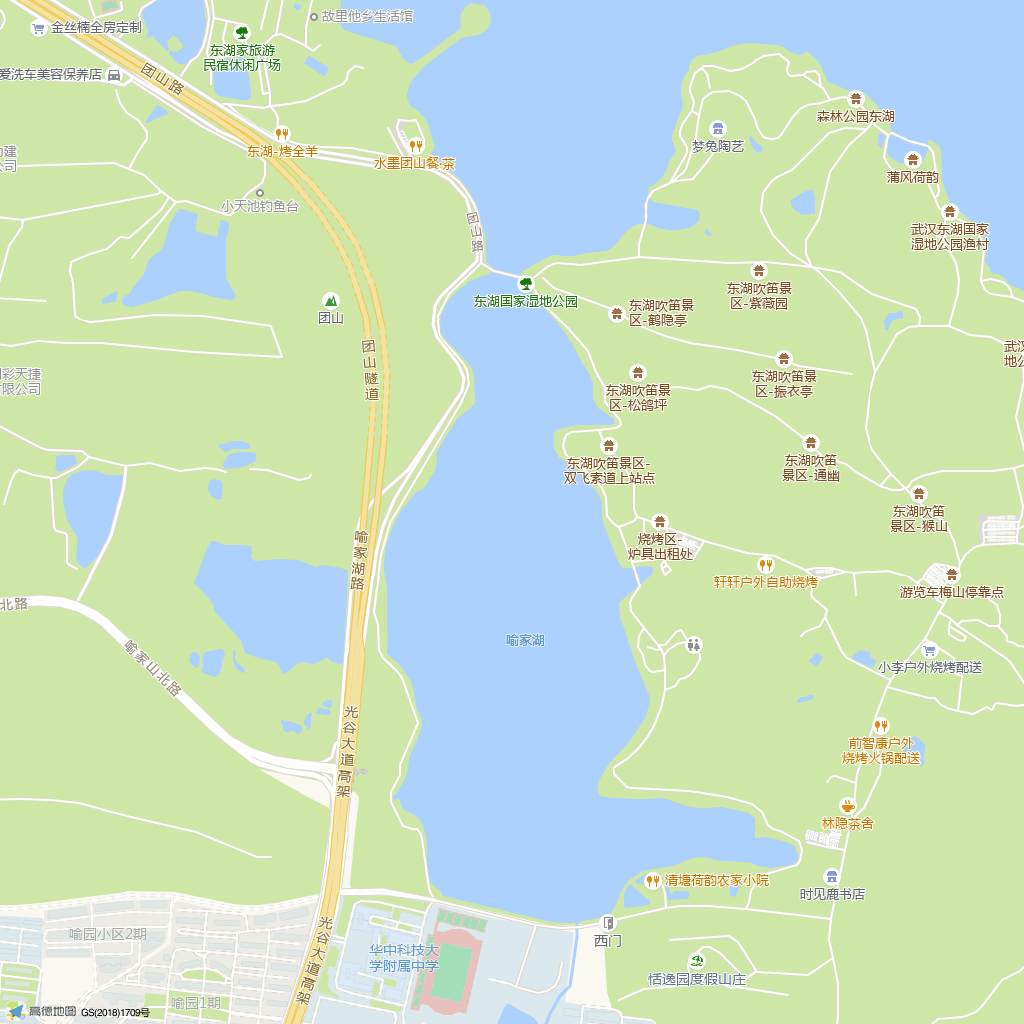 故里他乡生活馆
金丝楠全房定制
东湖家旅游
民宿休闲广场
爱洗车美容保养店
团山路
森林公园东湖
东湖-烤全羊
水墨团山餐·茶
梦兔陶艺
公司
蒲风荷韵
小天池钓鱼台
团山路
武汉东湖国家
湿地公园渔村
东湖国家湿地公园
东湖吹笛景
区-紫薇园
东湖吹笛景
区-鹤隐亭
团山
团山隧道
彩天捷
有限公司
东湖吹笛景
区-松鸽坪
东湖吹笛景
区-振衣亭
武汉
地公
东湖吹笛景区-
双飞索道上站点
东湖吹笛
景区-通幽
东湖吹笛
景区-猴山
烧烤区-
炉具出租处
喻家湖路
轩轩户外自助烧烤
游览车梅山停靠点
北路
喻家山北路
喻家湖
小李户外烧烤配送
光谷大道高架
前智康户外
烧烤火锅配送
林隐茶舍
清塘荷韵农家小院
时见鹿书店
喻园小区2期
光谷大道高架
华中科技大
学附属中学
西门
恬逸园度假山庄
喻园1期
高德地图
GS(2018)1709号